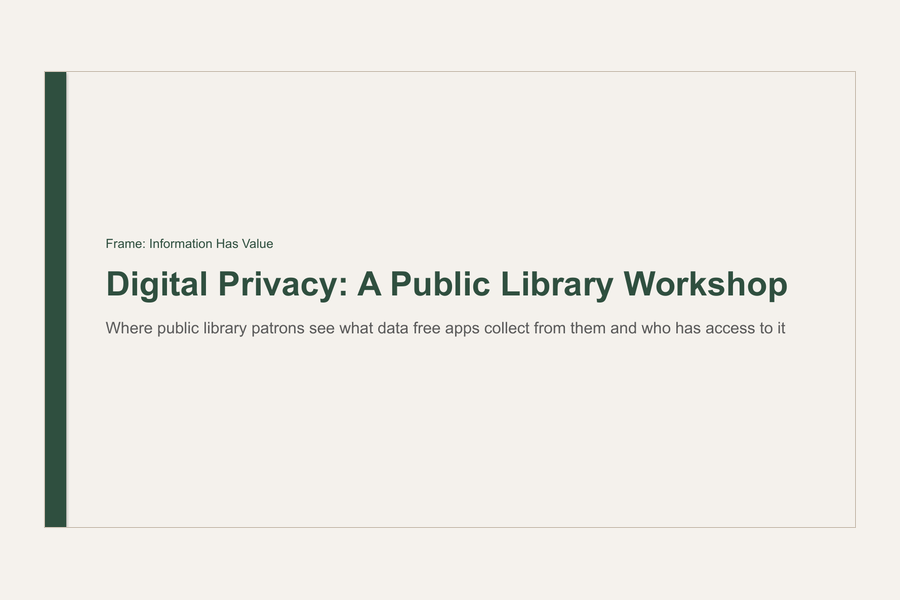 Frame: Information Has Value
Digital Privacy: A Public Library Workshop
Where public library patrons see what data free apps collect from them and who has access to it